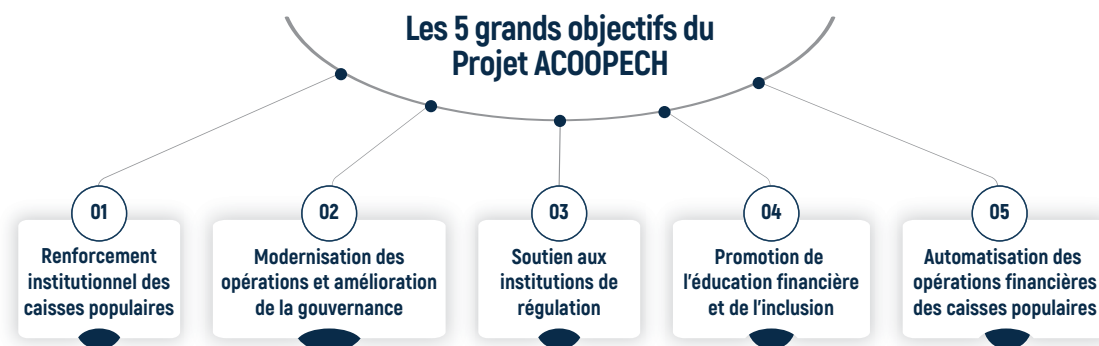 Les 5 grands objectifs du
Projet ACOOPECH
01
Renforcement
institutionnel des
caisses populaires
02
Modernisation des
opérations et amélioration
de la gouvernance
03
Soutien aux
institutions de
régulation
04
Promotion de
l'éducation financière
et de l'inclusion
05
Automatisation des
opérations financières
des caisses populaires